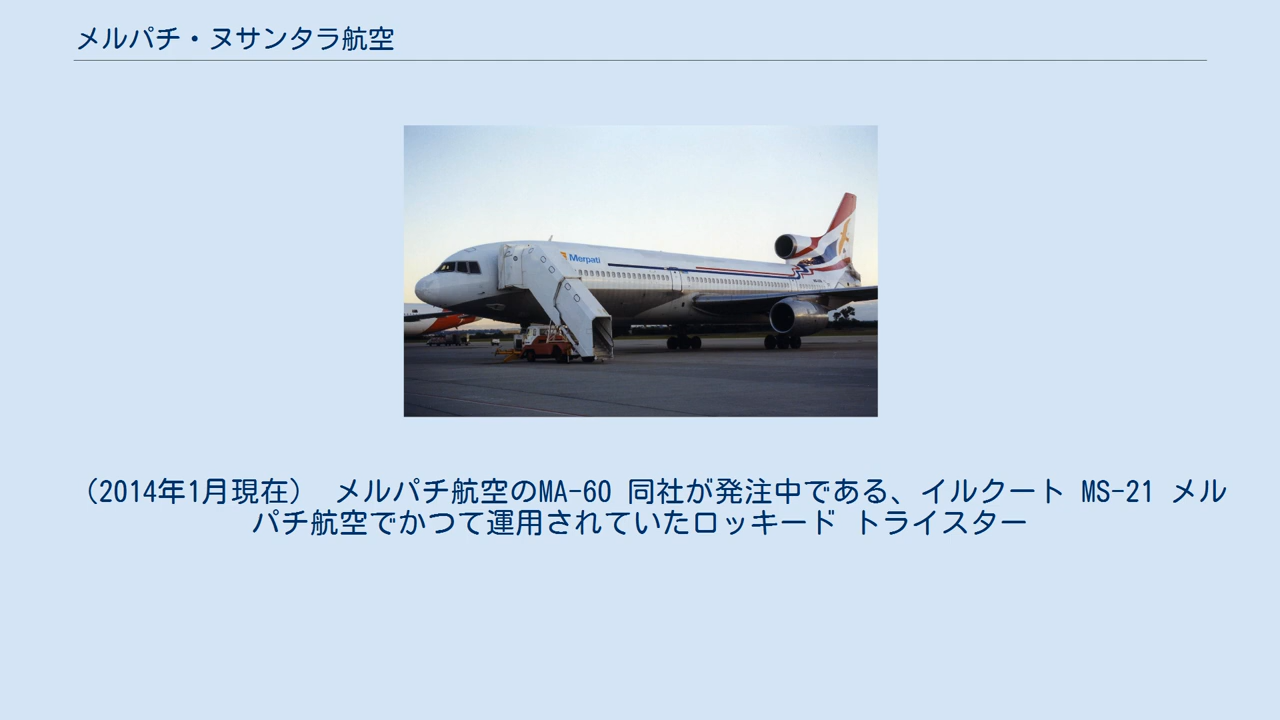 メルパチ・ヌサンタラ航空
Merpati
（2014年1月現在） メルパチ航空のMA-60 同社が発注中である、イルクート MS-21 メル
パチ航空でかつて運用されていたロッキード トライスター